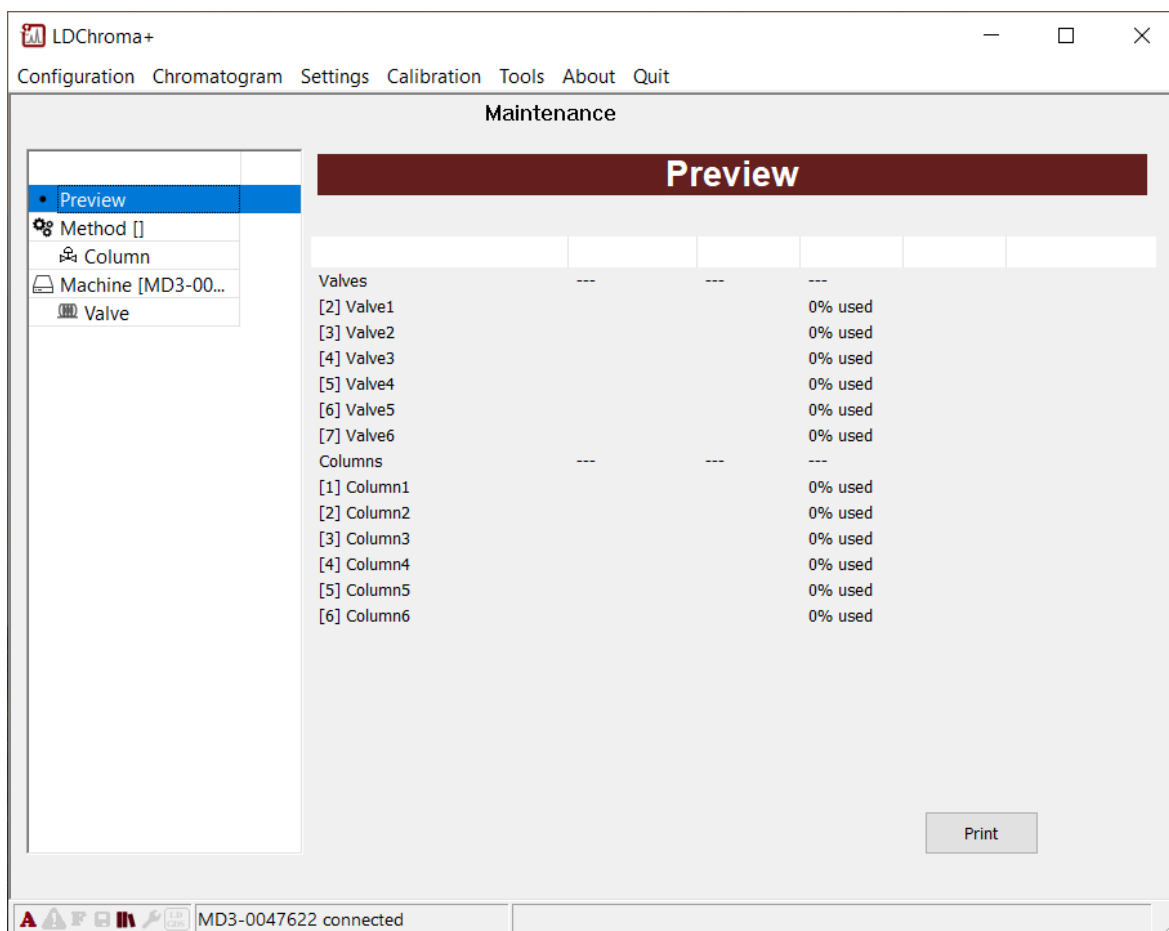 LDChroma+
Configuration Chromatogram Settings Calibration Tools About Quit
Maintenance
Preview
Method []
Column
Machine [MD3-00...
Valve
Preview
Valves --- --- ---
[2] Valve1 0% used
[3] Valve2 0% used
[4] Valve3 0% used
[5] Valve4 0% used
[6] Valve5 0% used
[7] Valve6 0% used
Columns --- --- ---
[1] Column1 0% used
[2] Column2 0% used
[3] Column3 0% used
[4] Column4 0% used
[5] Column5 0% used
[6] Column6 0% used
Print
A F LD GDS MD3-0047622 connected